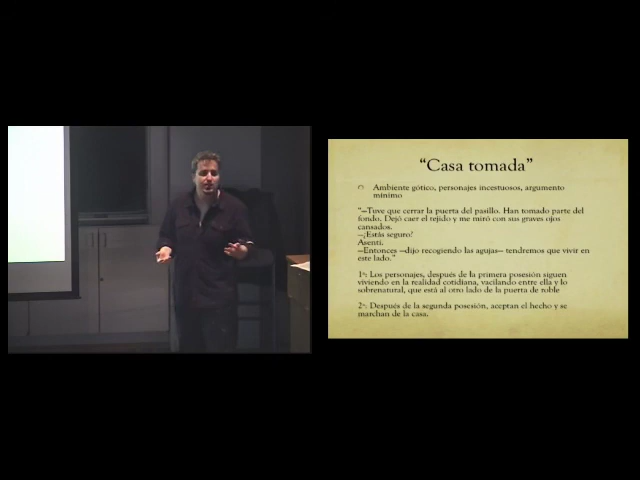 “Casa tomada”
Ambiente gótico, personajes incestuosos, argumento
mínimo
“—Tuve que cerrar la puerta del pasillo. Han tomado parte del
fondo. Dejó caer el tejido y me miró con sus graves ojos
cansados.
—¿Estás seguro?
Asentí.
—Entonces —dijo recogiendo las agujas— tendremos que vivir en
este lado.”
1ª: Los personajes, después de la primera posesión siguen
viviendo en la realidad cotidiana, vacilando entre ella y lo
sobrenatural, que está al otro lado de la puerta de roble
2ª: Después de la segunda posesión, aceptan el hecho y se
marchan de la casa.